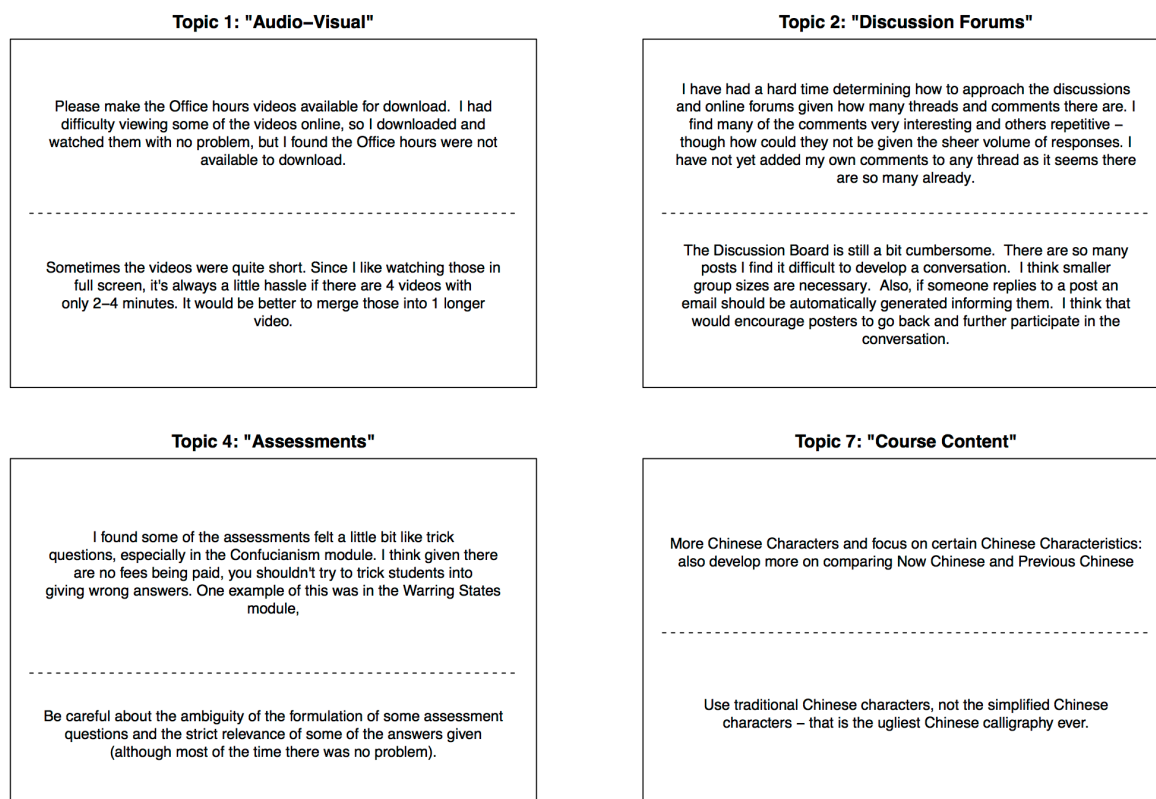 Topic 1: "Audio–Visual"
Please make the Office hours videos available for download.  I had
difficulty viewing some of the videos online, so I downloaded and
watched them with no problem, but I found the Office hours were not
available to download.
Sometimes the videos were quite short. Since I like watching those in
full screen, it's always a little hassle if there are 4 videos with
only 2–4 minutes. It would be better to merge those into 1 longer
video.
Topic 2: "Discussion Forums"
I have had a hard time determining how to approach the discussions
and online forums given how many threads and comments there are. I
find many of the comments very interesting and others repetitive –
though how could they not be given the sheer volume of responses. I
have not yet added my own comments to any thread as it seems there
are so many already.
The Discussion Board is still a bit cumbersome.  There are so many
posts I find it difficult to develop a conversation.  I think smaller
group sizes are necessary.  Also, if someone replies to a post an
email should be automatically generated informing them.  I think that
would encourage posters to go back and further participate in the
conversation.
Topic 4: "Assessments"
I found some of the assessments felt a little bit like trick
questions, especially in the Confucianism module. I think given there
are no fees being paid, you shouldn't try to trick students into
giving wrong answers. One example of this was in the Warring States
module,
Be careful about the ambiguity of the formulation of some assessment
questions and the strict relevance of some of the answers given
(although most of the time there was no problem).
Topic 7: "Course Content"
More Chinese Characters and focus on certain Chinese Characteristics:
also develop more on comparing Now Chinese and Previous Chinese
Use traditional Chinese characters, not the simplified Chinese
characters – that is the ugliest Chinese calligraphy ever.